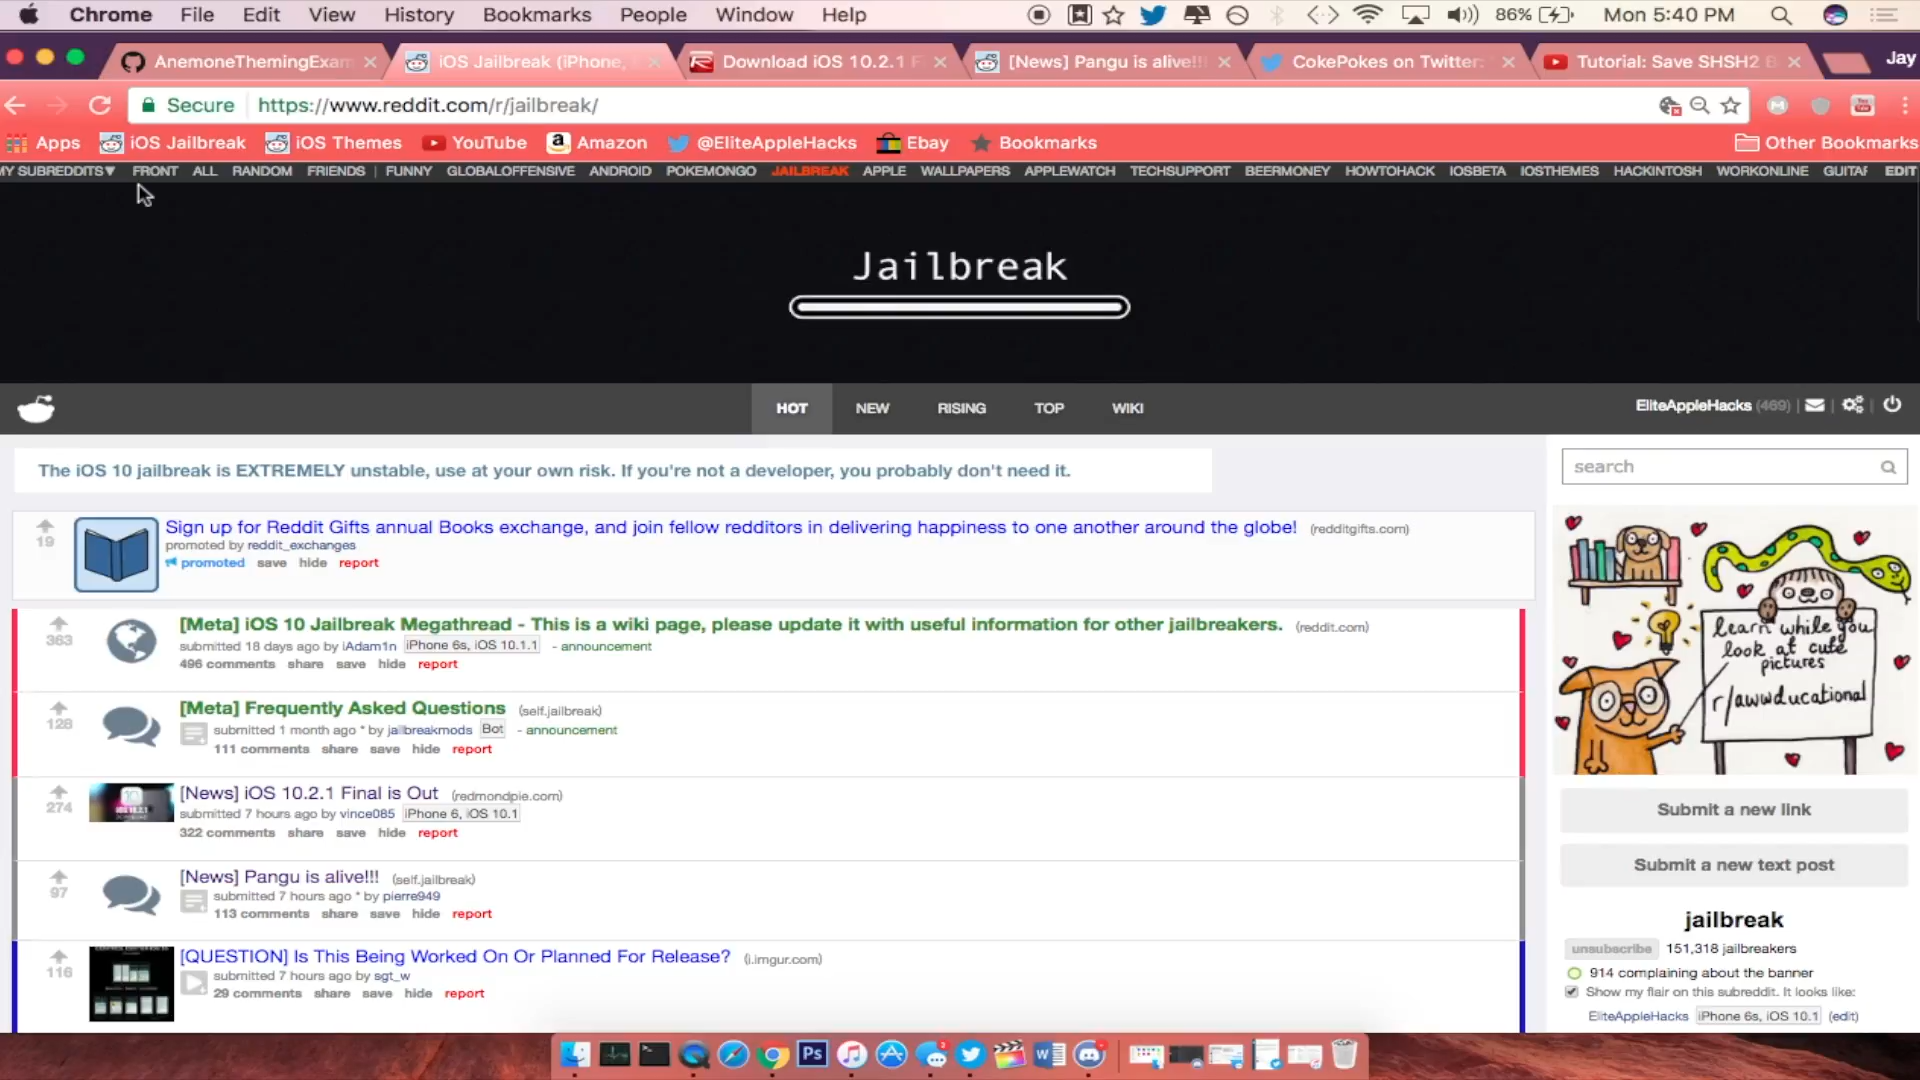 Chrome File Edit View History Bookmarks People Window Help 86% Mon 5:40 PM
AnemoneThemingExam iOS Jailbreak (iPhone, Download iOS 10.2.1 F [News] Pangu is alive!!! CokePokes on Twitter: Tutorial: Save SHSH2 B Jay
Secure https://www.reddit.com/r/jailbreak/
Apps iOS Jailbreak iOS Themes YouTube Amazon @EliteAppleHacks Ebay Bookmarks Other Bookmarks
MY SUBREDDITS▼ FRONT ALL RANDOM FRIENDS | FUNNY GLOBALOFFENSIVE ANDROID POKEMONGO JAILBREAK APPLE WALLPAPERS APPLEWATCH TECHSUPPORT BEERMONEY HOWTOHACK IOSBETA IOSTHEMES HACKINTOSH WORKONLINE GUITAR EDIT
Jailbreak
HOT NEW RISING TOP WIKI EliteAppleHacks (469)
The iOS 10 jailbreak is EXTREMELY unstable, use at your own risk. If you're not a developer, you probably don't need it.
19
Sign up for Reddit Gifts annual Books exchange, and join fellow redditors in delivering happiness to one another around the globe! (redditgifts.com)
promoted by reddit_exchanges
promoted save hide report
363
[Meta] iOS 10 Jailbreak Megathread - This is a wiki page, please update it with useful information for other jailbreakers. (reddit.com)
submitted 18 days ago by iAdam1n iPhone 6s, iOS 10.1.1 - announcement
496 comments share save hide report
128
[Meta] Frequently Asked Questions (self.jailbreak)
submitted 1 month ago * by jailbreakmods Bot - announcement
111 comments share save hide report
274
[News] iOS 10.2.1 Final is Out (redmondpie.com)
submitted 7 hours ago by vince085 iPhone 6, iOS 10.1
322 comments share save hide report
97
[News] Pangu is alive!!! (self.jailbreak)
submitted 7 hours ago * by pierre949
113 comments share save hide report
116
[QUESTION] Is This Being Worked On Or Planned For Release? (i.imgur.com)
submitted 7 hours ago by sgt_w
29 comments share save hide report
search
learn while you
look at cute
pictures
r/awwducational
Submit a new link
Submit a new text post
jailbreak
unsubscribe 151,318 jailbreakers
914 complaining about the banner
Show my flair on this subreddit. It looks like:
EliteAppleHacks iPhone 6s, iOS 10.1 (edit)
Ps